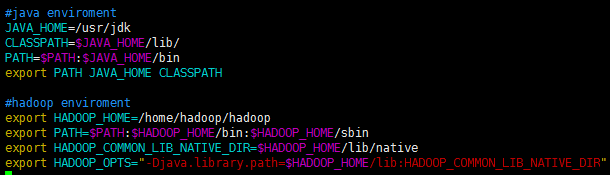 #java enviroment
JAVA_HOME=/usr/jdk
CLASSPATH=$JAVA_HOME/lib/
PATH=$PATH:$JAVA_HOME/bin
export PATH JAVA_HOME CLASSPATH
#hadoop enviroment
export HADOOP_HOME=/home/hadoop/hadoop
export PATH=$PATH:$HADOOP_HOME/bin:$HADOOP_HOME/sbin
export HADOOP_COMMON_LIB_NATIVE_DIR=$HADOOP_HOME/lib/native
export HADOOP_OPTS="-Djava.library.path=$HADOOP_HOME/lib:HADOOP_COMMON_LIB_NATIVE_DIR"